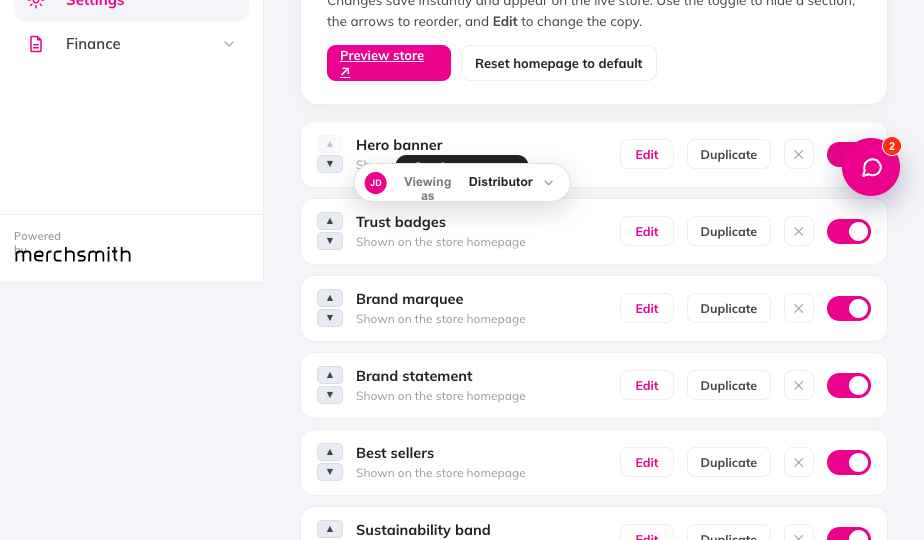 Settings
Changes save instantly and appear on the live store. Use the toggle to hide a section,
the arrows to reorder, and Edit to change the copy.
Finance
Preview store
↗
Reset homepage to default
2
Hero banner
Edit
Duplicate
JD
Viewing
as
Distributor
Trust badges
Shown on the store homepage
Edit
Duplicate
Powered
by
merchsmith
Brand marquee
Shown on the store homepage
Edit
Duplicate
Brand statement
Shown on the store homepage
Edit
Duplicate
Best sellers
Shown on the store homepage
Edit
Duplicate
Sustainability band
Edit
Duplicate